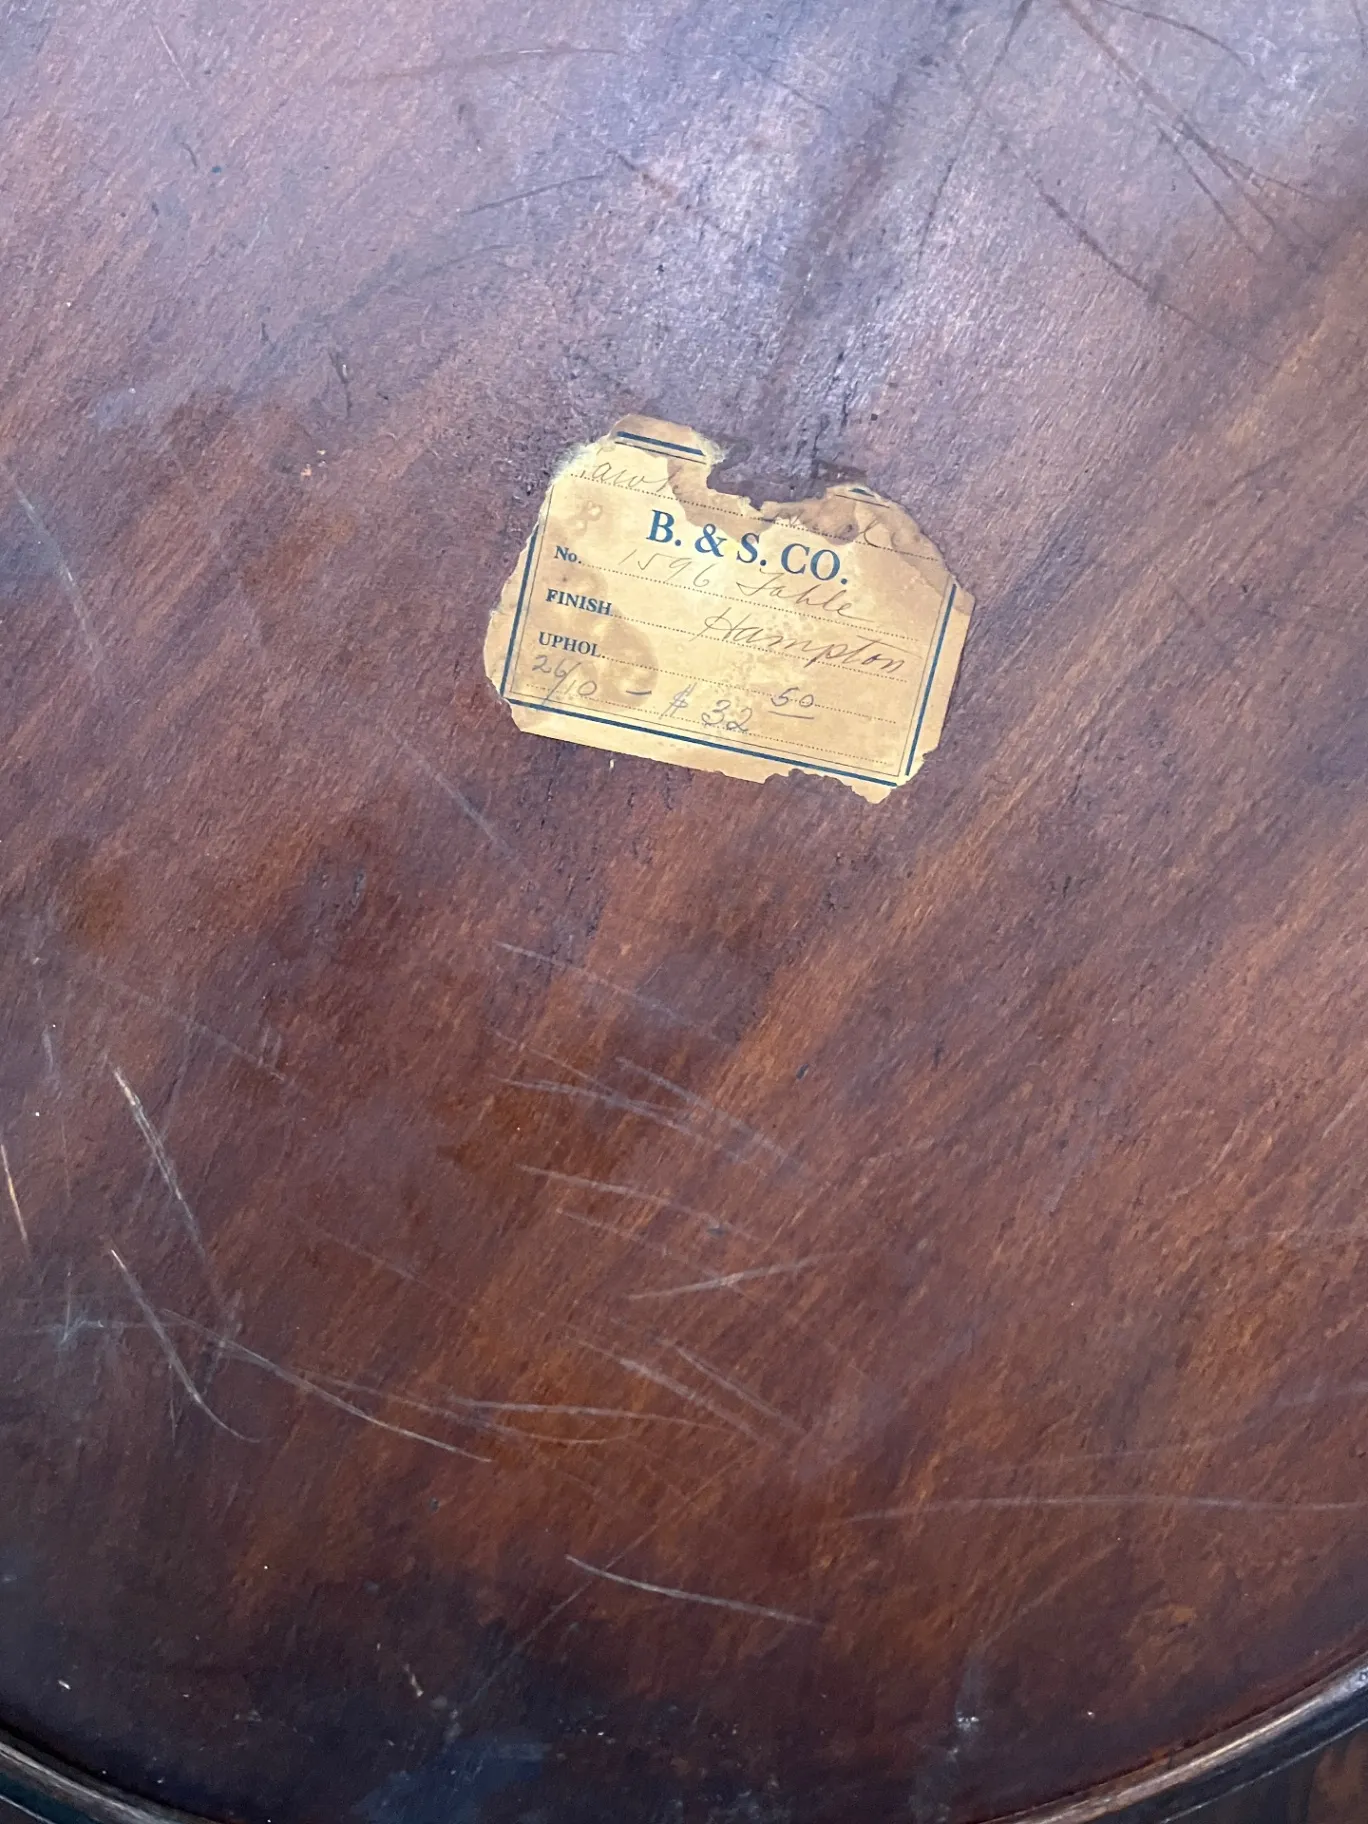 B. & S. CO.
No. 1596 Table
FINISH Hampton
UPHOL.
26/10 - $ 32 50